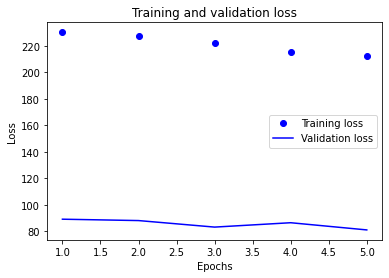 Training and validation loss
220
200
180
160
140
120
100
80
Loss
Training loss
Validation loss
1.0 1.5 2.0 2.5 3.0 3.5 4.0 4.5 5.0
Epochs